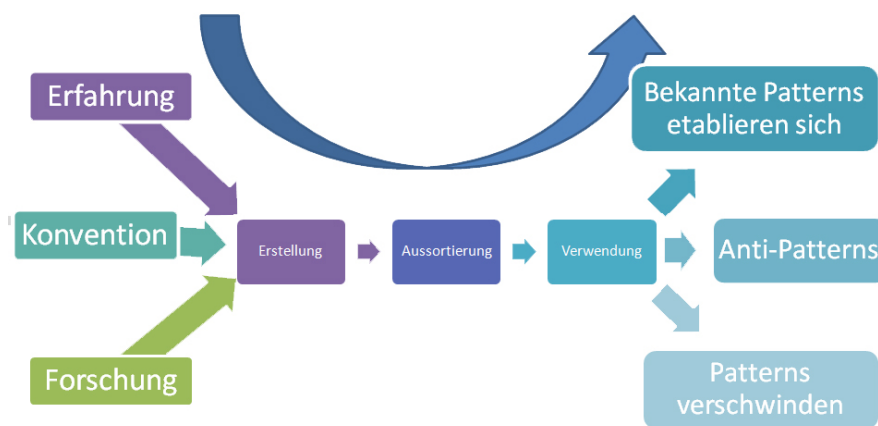 Erfahrung
Konvention
Forschung
Erstellung
Aussortierung
Verwendung
Bekannte Patterns
etablieren sich
Anti-Patterns
Patterns
verschwinden